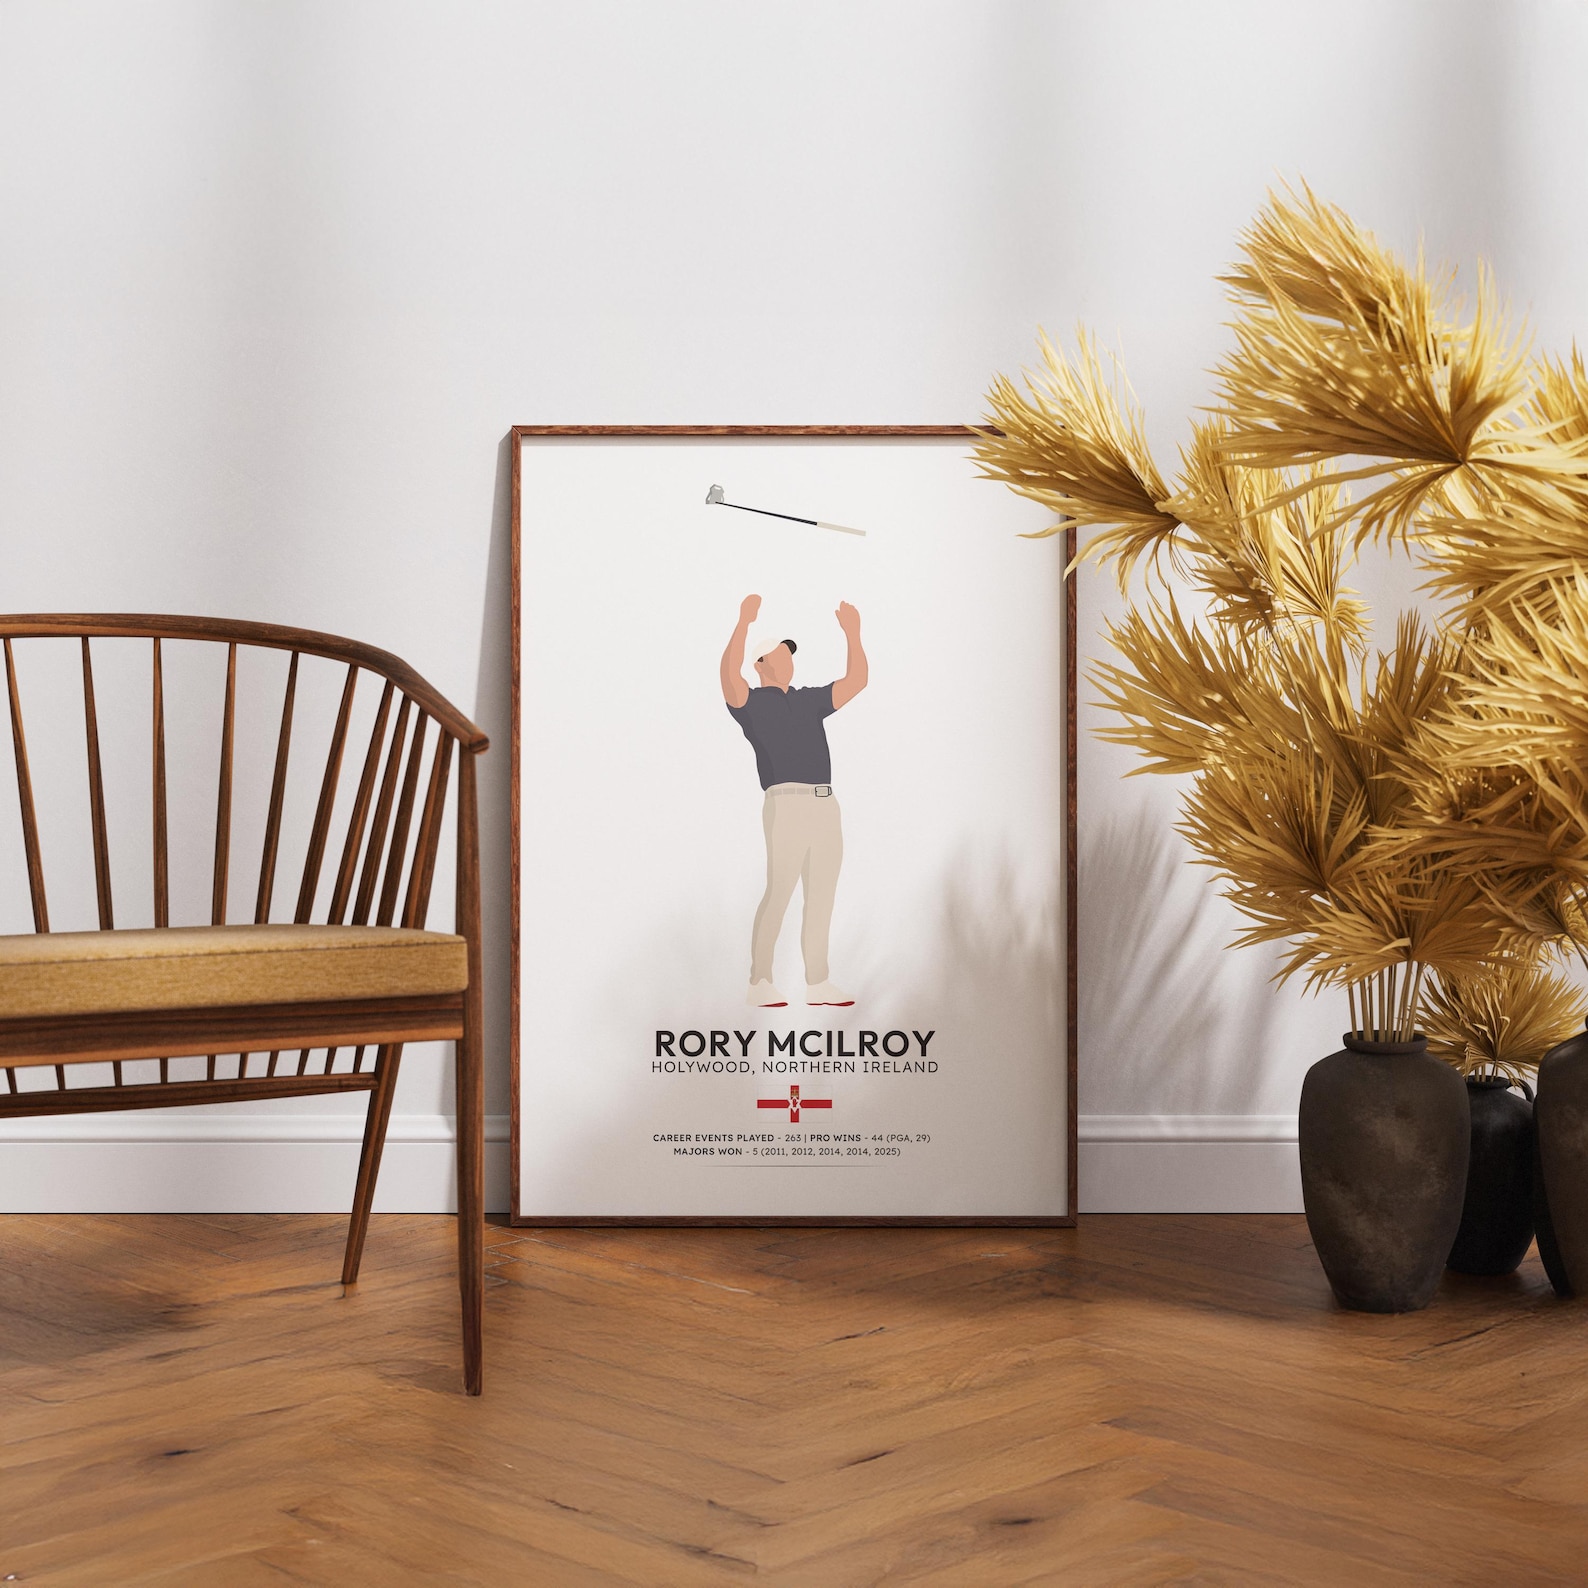 RORY MCILROY
HOLYWOOD, NORTHERN IRELAND
CAREER EVENTS PLAYED - 263 | PRO WINS - 44 (PGA, 29)
MAJORS WON - 5 (2011, 2012, 2014, 2014, 2025)